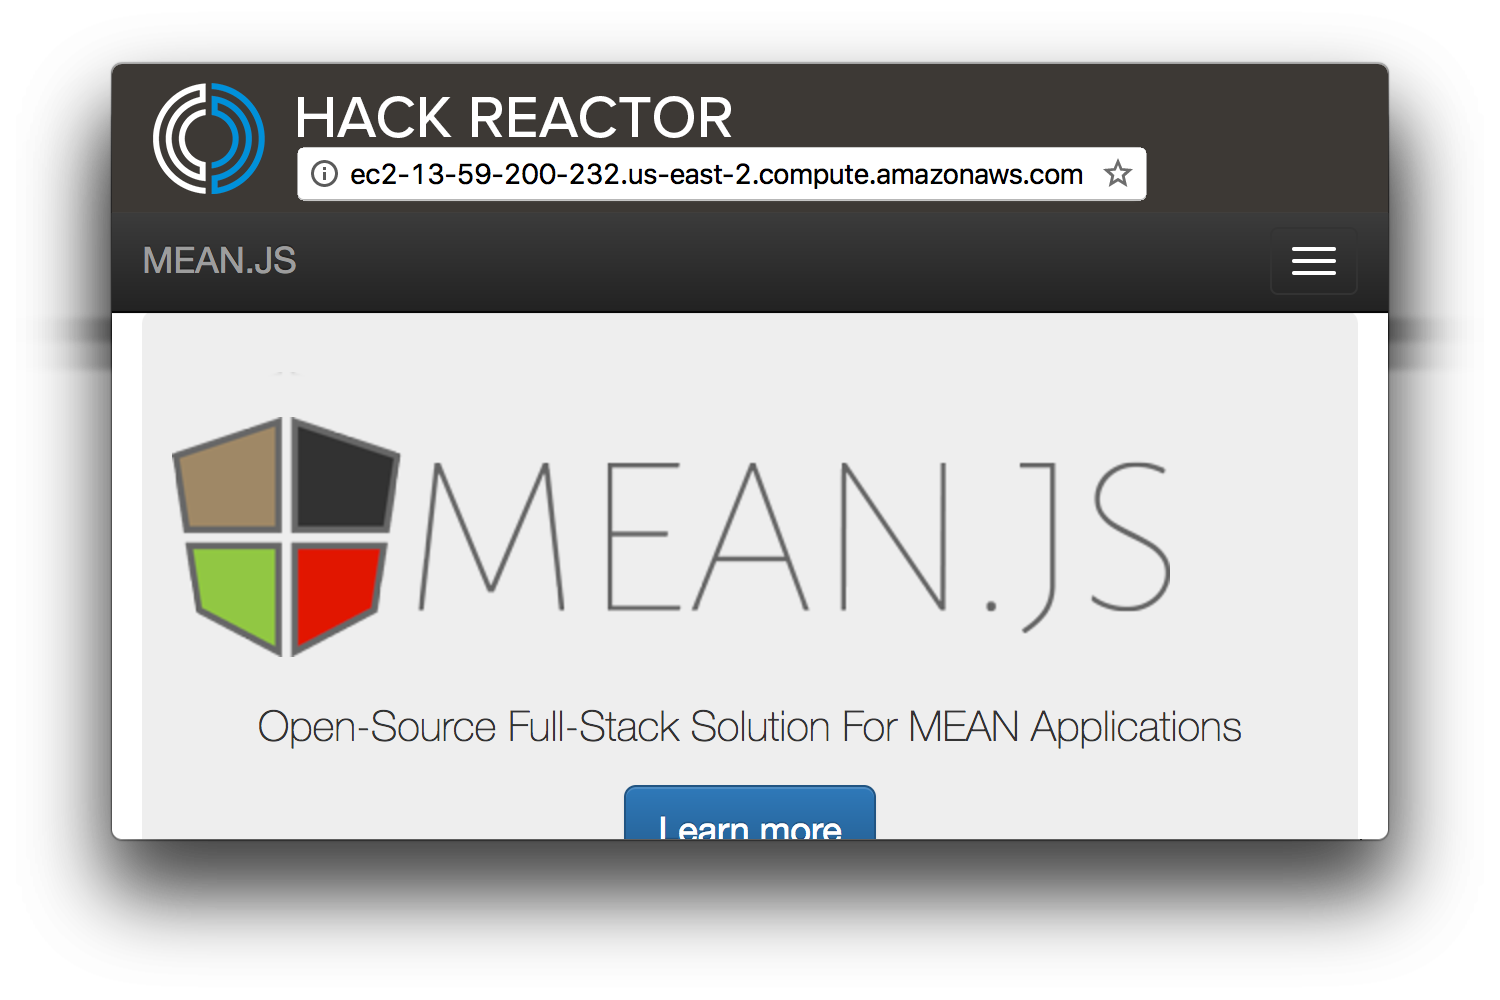 HACK REACTOR
ec2-13-59-200-232.us-east-2.compute.amazonaws.com
MEAN.JS
MEAN.JS
Open-Source Full-Stack Solution For MEAN Applications
Learn more